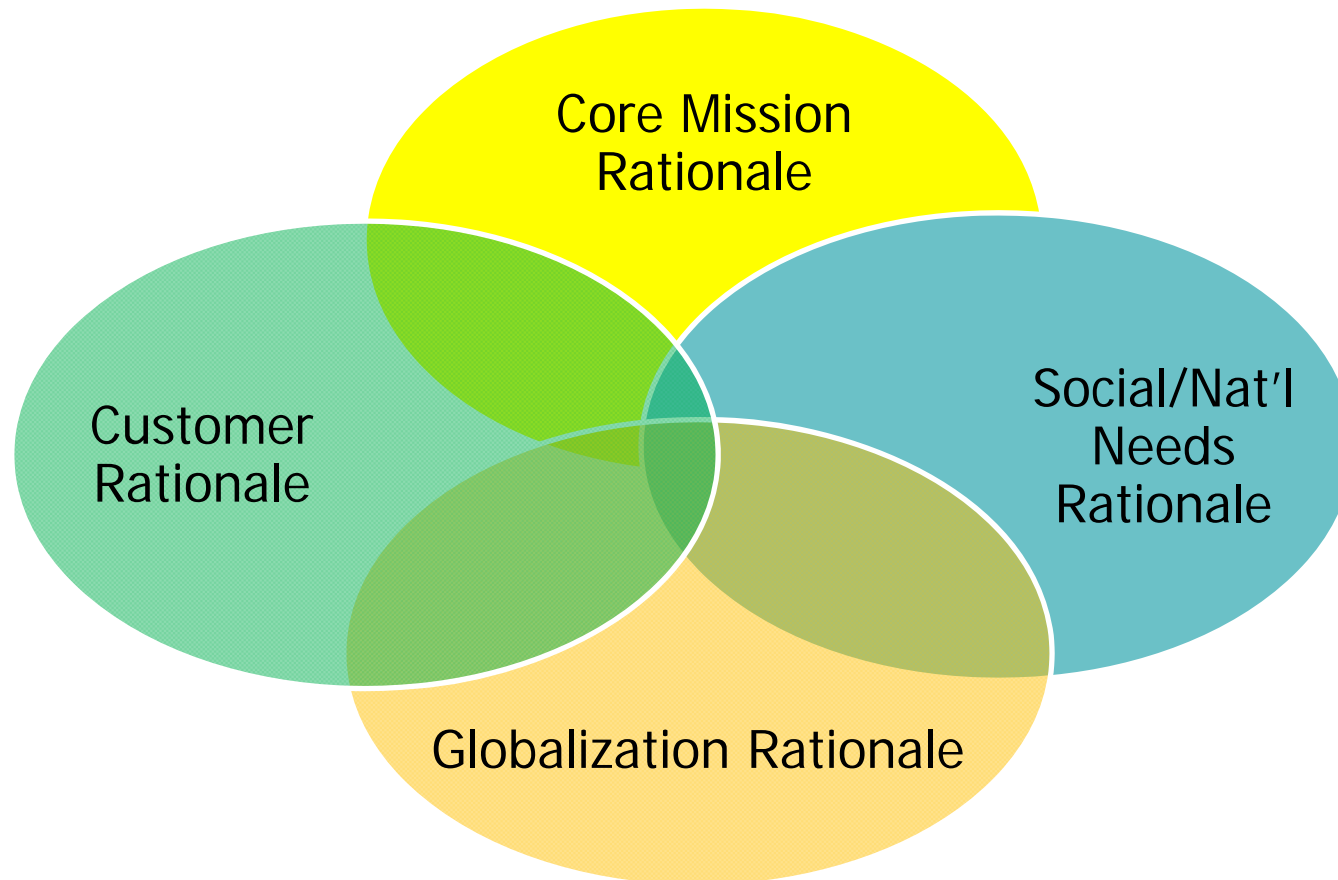 Core Mission
Rationale
Customer
Rationale
Social/Nat’l
Needs
Rationale
Globalization Rationale